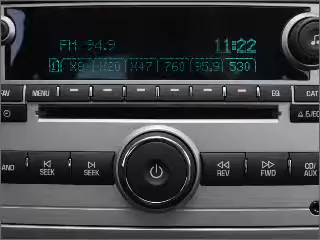 FM 94.9 11:22
1 X8 X20 X47 760 95.9 530
FAV MENU EQ CAT
AND SEEK SEEK REV FWD CD/
AUX